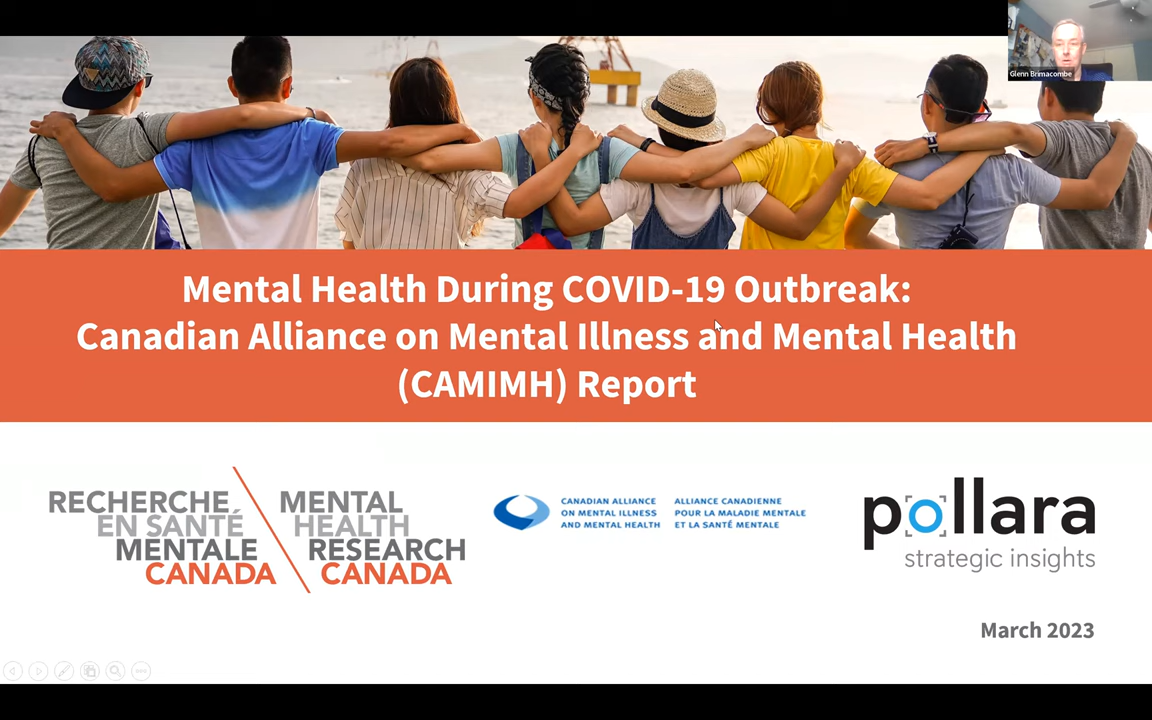 Glenn Brimacombe
Mental Health During COVID-19 Outbreak:
Canadian Alliance on Mental Illness and Mental Health
(CAMIMH) Report
RECHERCHE
EN SANTÉ
MENTALE
CANADA
MENTAL
HEALTH
RESEARCH
CANADA
CANADIAN ALLIANCE
ON MENTAL ILLNESS
AND MENTAL HEALTH
ALLIANCE CANADIENNE
POUR LA MALADIE MENTALE
ET LA SANTÉ MENTALE
pollara
strategic insights
March 2023